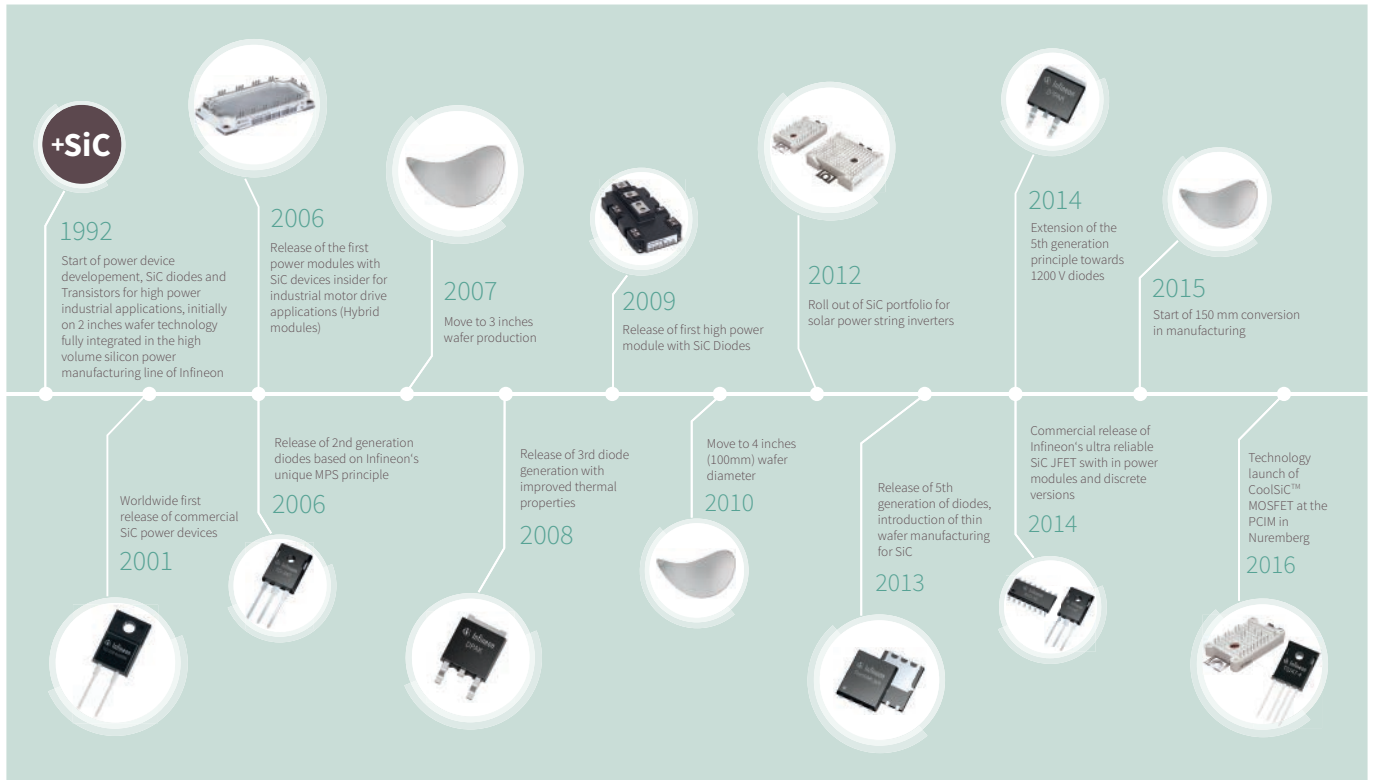 +SiC
1992
Start of power device
developement, SiC diodes and
Transistors for high power
industrial applications, initially
on 2 inches wafer technology
fully integrated in the high
volume silicon power
manufacturing line of Infineon
2006
Release of the first
power modules with
SiC devices insider for
industrial motor drive
applications (Hybrid
modules)
2007
Move to 3 inches
wafer production
2009
Release of first high power
module with SiC Diodes
2012
Roll out of SiC portfolio for
solar power string inverters
Infineon
D²PAK
2014
Extension of the
5th generation
principle towards
1200 V diodes
2015
Start of 150 mm conversion
in manufacturing
Worldwide first
release of commercial
SiC power devices
2001
Infineon
Release of 2nd generation
diodes based on Infineon's
unique MPS principle
2006
Release of 3rd diode
generation with
improved thermal
properties
2008
Infineon
DPAK
Move to 4 inches
(100mm) wafer
diameter
2010
Release of 5th
generation of diodes,
introduction of thin
wafer manufacturing
for SiC
2013
Infineon
Commercial release of
Infineon's ultra reliable
SiC JFET swith in power
modules and discrete
versions
2014
Technology
launch of
CoolSiC™
MOSFET at the
PCIM in
Nuremberg
2016
Infineon